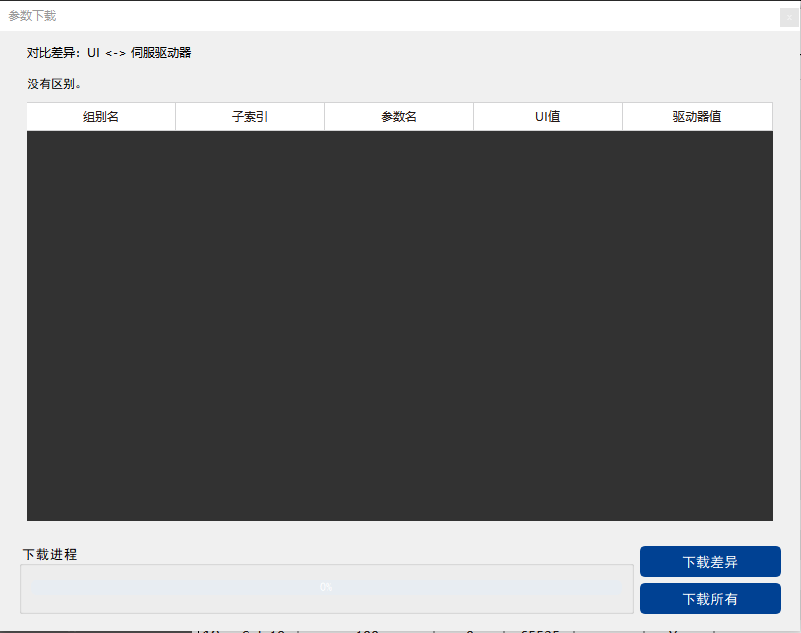 参数下载
对比差异: UI <-> 伺服驱动器
没有区别。
组别名 子索引 参数名 UI值 驱动器值
下载进程
0%
下载差异
下载所有